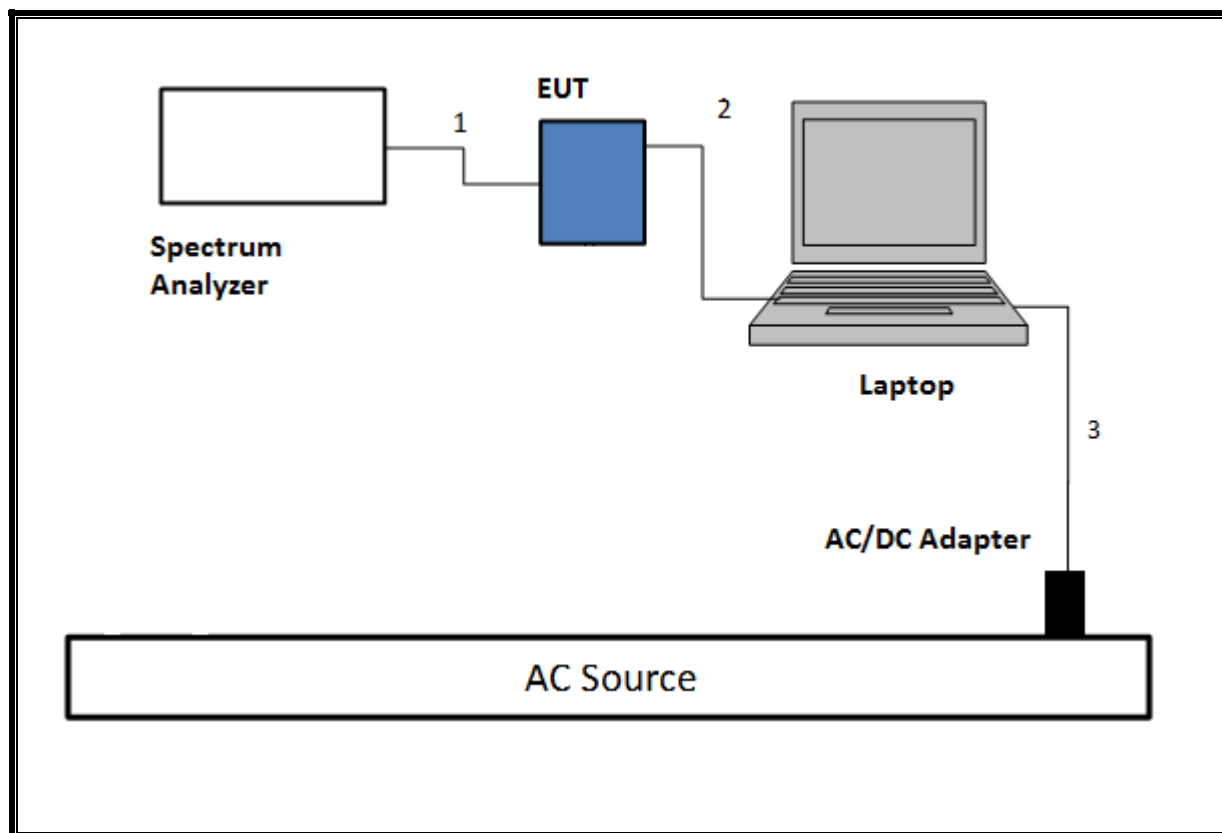 EUT
1
2
Spectrum
Analyzer
Laptop
3
AC/DC Adapter
AC Source